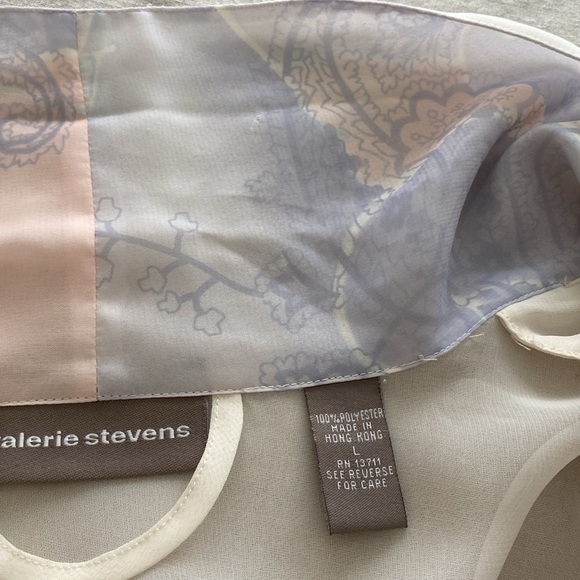 valerie stevens
100% POLYESTER
MADE IN
HONG KONG
L
RN 13711
SEE REVERSE
FOR CARE